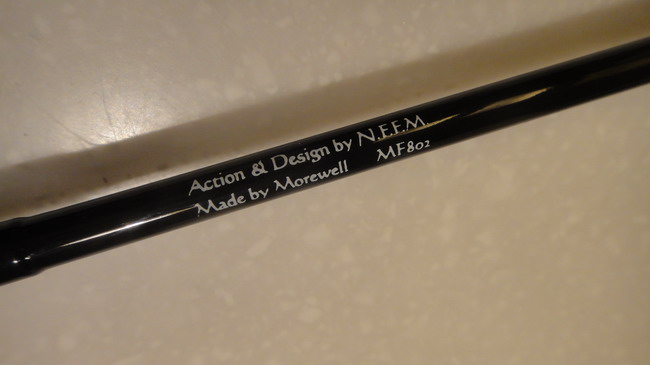 Action & Design by N.F.F.M.
Made by Morewell MF802